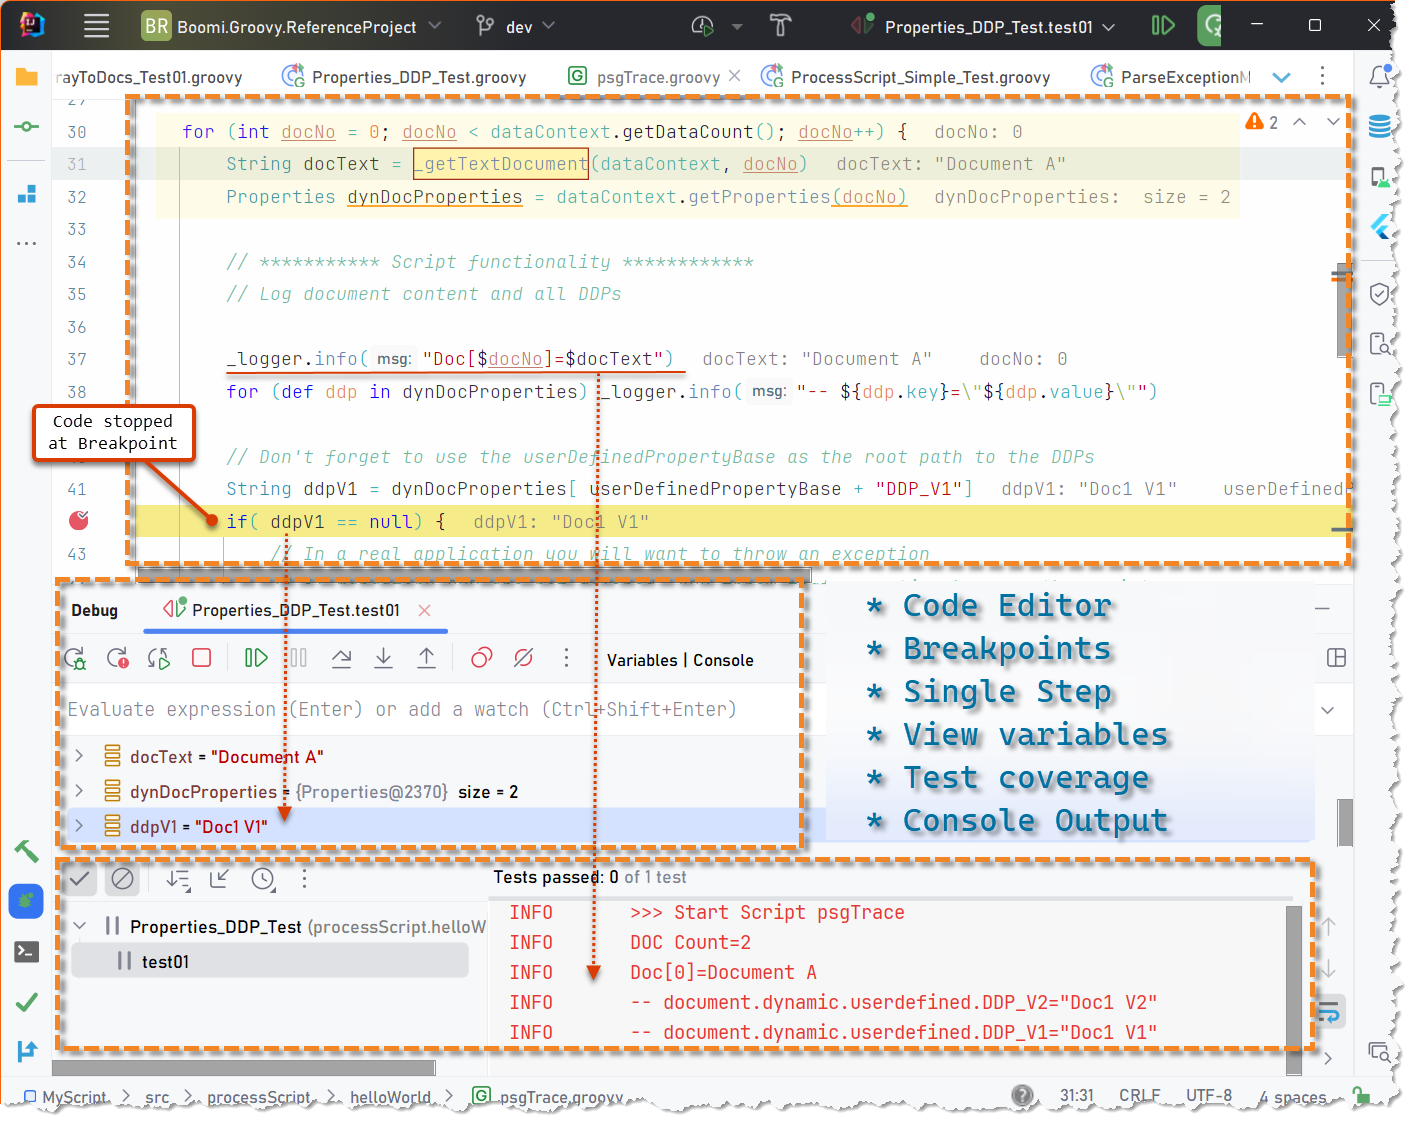 BR Boomi.Groovy.ReferenceProject dev Properties_DDP_Test.test01
rayToDocs_Test01.groovy Properties_DDP_Test.groovy psgTrace.groovy ProcessScript_Simple_Test.groovy ParseExceptionM
30 for (int docNo = 0; docNo < dataContext.getDataCount(); docNo++) { docNo: 0 2
31 String docText = _getTextDocument(dataContext, docNo) docText: "Document A"
32 Properties dynDocProperties = dataContext.getProperties(docNo) dynDocProperties: size = 2
33
34 // *********** Script functionality ************
35 // Log document content and all DDPs
36
37 _logger.info( msg: "Doc[$docNo]=$docText") docText: "Document A" docNo: 0
38 for (def ddp in dynDocProperties) _logger.info( msg: "-- ${ddp.key}=\"${ddp.value}\"")
Code stopped
at Breakpoint
// Don't forget to use the userDefinedPropertyBase as the root path to the DDPs
41 String ddpV1 = dynDocProperties[ userDefinedPropertyBase + "DDP_V1"] ddpV1: "Doc1 V1" userDefined
if( ddpV1 == null) { ddpV1: "Doc1 V1"
43 // In a real application you will want to throw an exception
Debug Properties_DDP_Test.test01
Variables | Console
Evaluate expression (Enter) or add a watch (Ctrl+Shift+Enter)
docText = "Document A"
dynDocProperties = {Properties@2370} size = 2
ddpV1 = "Doc1 V1"
* Code Editor
* Breakpoints
* Single Step
* View variables
* Test coverage
* Console Output
Tests passed: 0 of 1 test
Properties_DDP_Test (processScript.helloW
test01
INFO >>> Start Script psgTrace
INFO DOC Count=2
INFO Doc[0]=Document A
INFO -- document.dynamic.userdefined.DDP_V2="Doc1 V2"
INFO -- document.dynamic.userdefined.DDP_V1="Doc1 V1"
MyScript > src > processScript > helloWorld > psgTrace.groovy 31:31 CRLF UTF-8 4 spaces